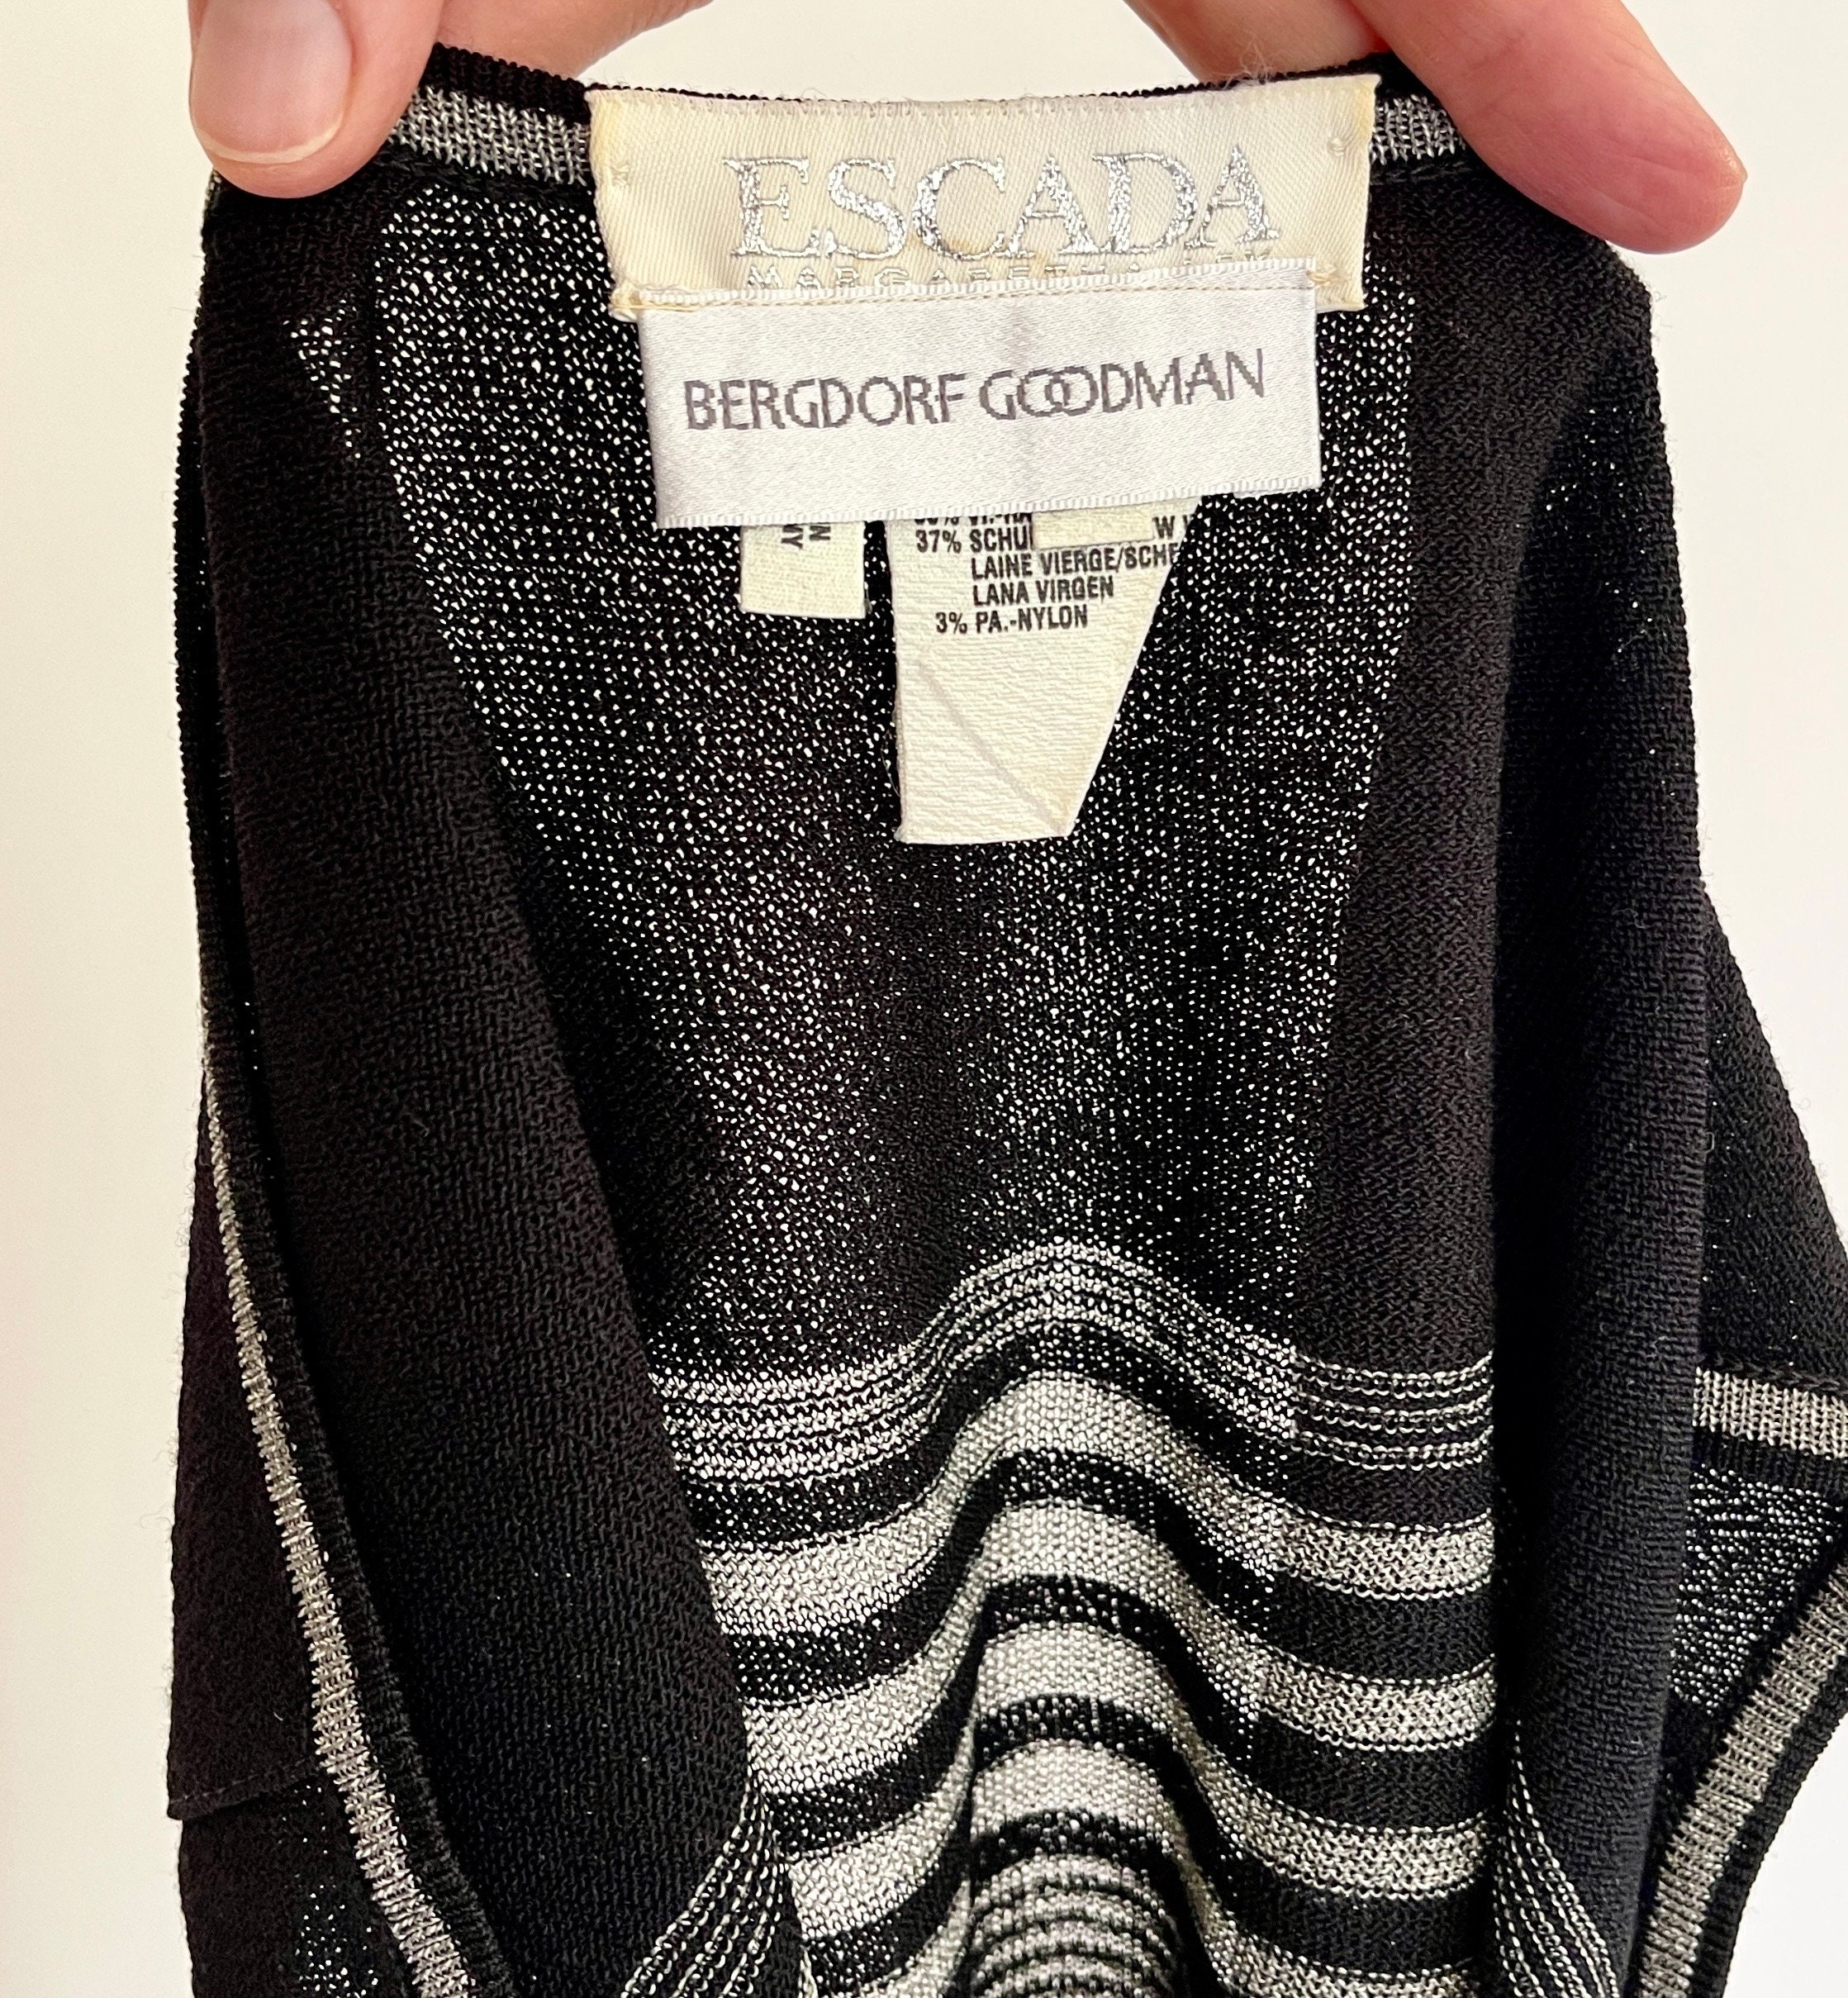 ESCADA
BERGDORF GOODMAN
37% SCHU
LAINE VIERGE/SCHE
LANA VIRGEN
3% PA.-NYLON